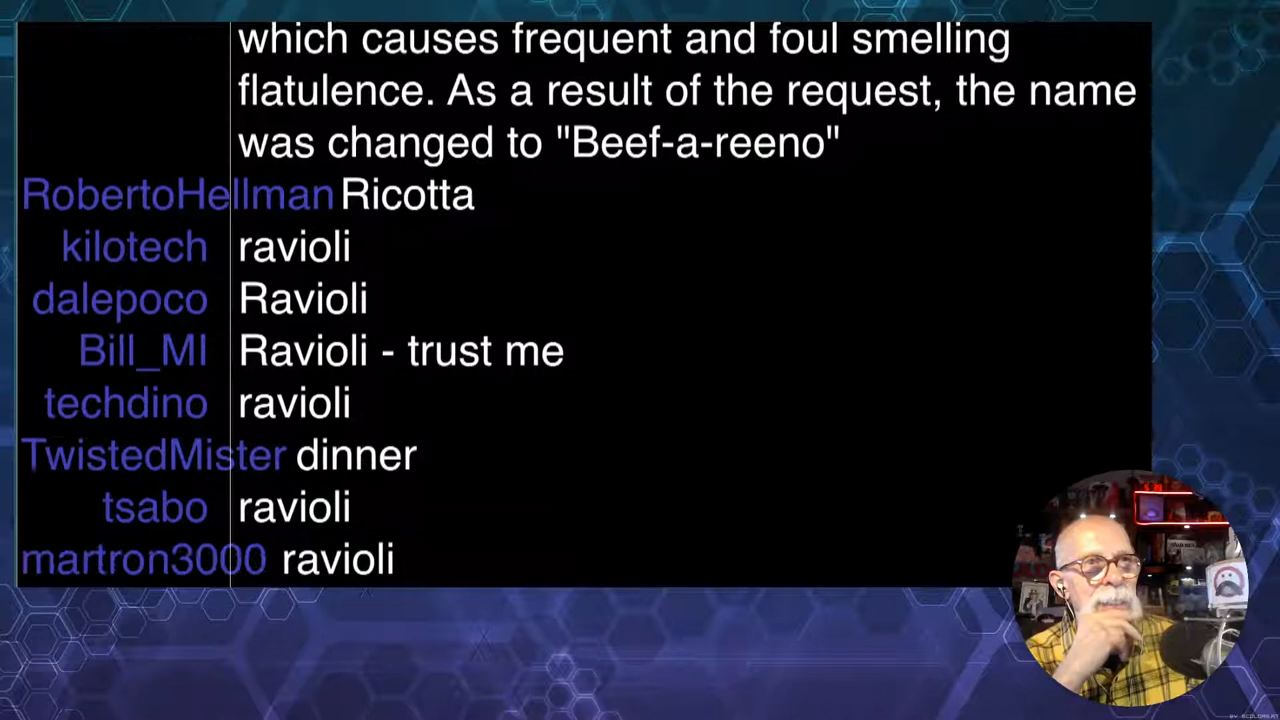 which causes frequent and foul smelling
flatulence. As a result of the request, the name
was changed to "Beef-a-reeno"
RobertoHellman Ricotta
kilotech ravioli
dalepoco Ravioli
Bill_MI Ravioli - trust me
techdino ravioli
TwistedMister dinner
tsabo ravioli
martron3000 ravioli